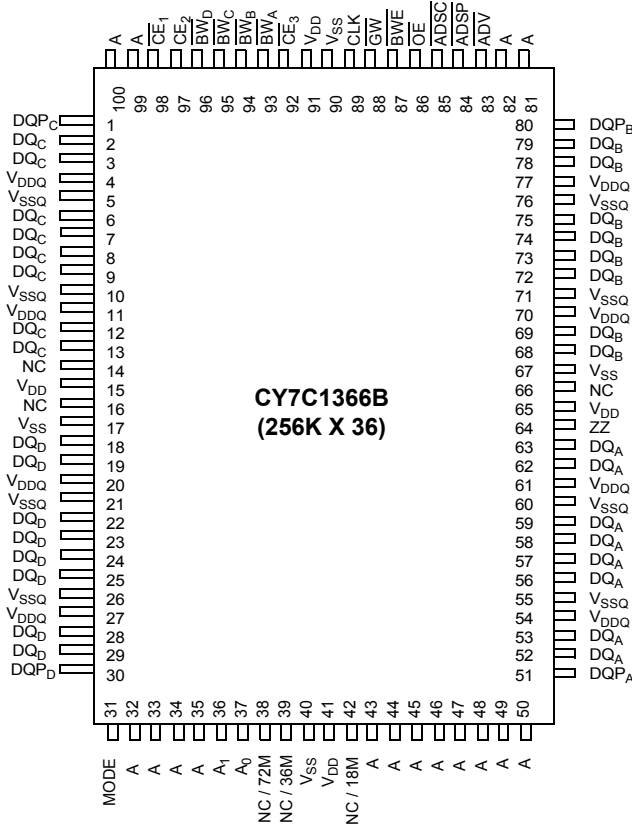 A
A
CE1
CE2
BWD
BWC
BWB
BWA
CE3
VDD
VSS
CLK
GW
BWE
OE
ADSC
ADSP
ADV
A
A
100
99
98
97
96
95
94
93
92
91
90
89
88
87
86
85
84
83
82
81
DQPC 1
DQC 2
DQC 3
VDDQ 4
VSSQ 5
DQC 6
DQC 7
DQC 8
DQC 9
VSSQ 10
VDDQ 11
DQC 12
DQC 13
NC 14
VDD 15
NC 16
VSS 17
DQD 18
DQD 19
VDDQ 20
VSSQ 21
DQD 22
DQD 23
DQD 24
DQD 25
VSSQ 26
VDDQ 27
DQD 28
DQD 29
DQPD 30
CY7C1366B
(256K X 36)
80 DQPB
79 DQB
78 DQB
77 VDDQ
76 VSSQ
75 DQB
74 DQB
73 DQB
72 DQB
71 VSSQ
70 VDDQ
69 DQB
68 DQB
67 VSS
66 NC
65 VDD
64 ZZ
63 DQA
62 DQA
61 VDDQ
60 VSSQ
59 DQA
58 DQA
57 DQA
56 DQA
55 VSSQ
54 VDDQ
53 DQA
52 DQA
51 DQPA
31
32
33
34
35
36
37
38
39
40
41
42
43
44
45
46
47
48
49
50
MODE
A
A
A
A
A1
A0
NC / 72M
NC / 36M
VSS
VDD
NC / 18M
A
A
A
A
A
A
A
A